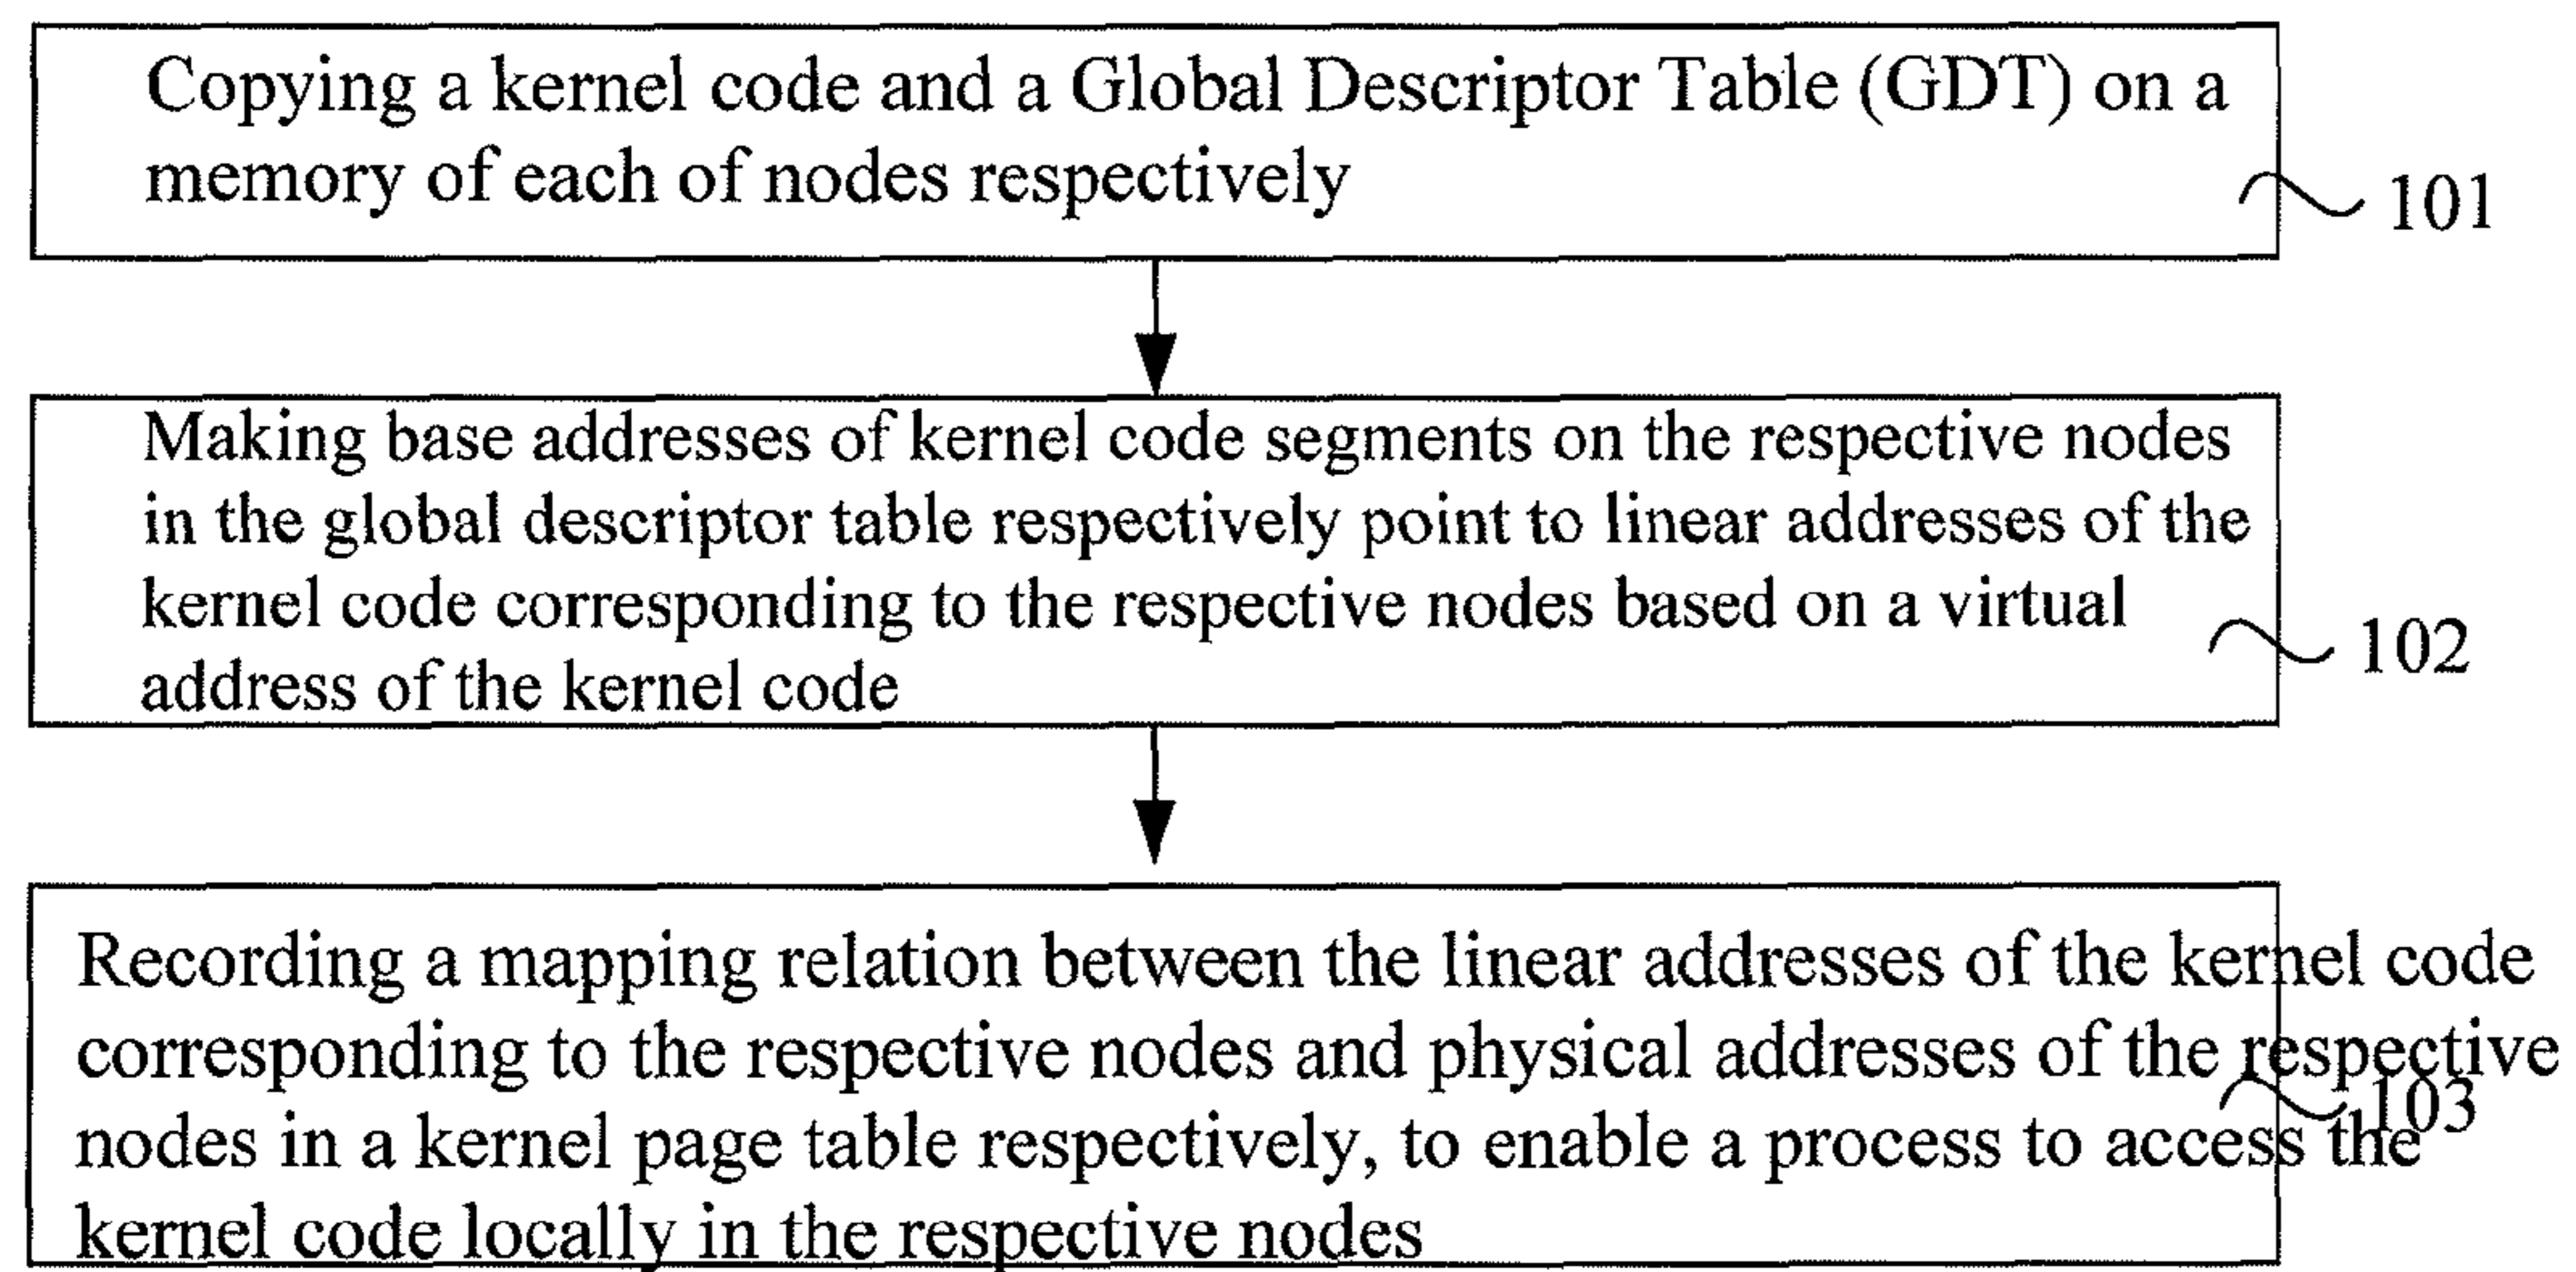 Copying a kernel code and a Global Descriptor Table (GDT) on a
memory of each of nodes respectively
101
Making base addresses of kernel code segments on the respective nodes
in the global descriptor table respectively point to linear addresses of the
kernel code corresponding to the respective nodes based on a virtual
address of the kernel code
102
Recording a mapping relation between the linear addresses of the kernel code
corresponding to the respective nodes and physical addresses of the respective
nodes in a kernel page table respectively, to enable a process to access the
kernel code locally in the respective nodes
103